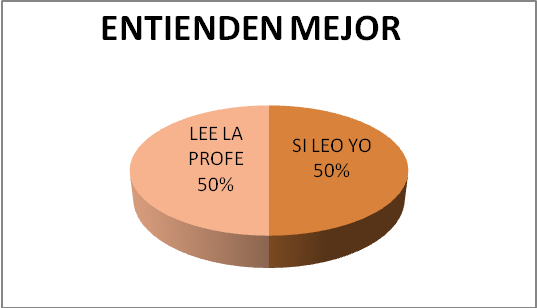 ENTIENDEN MEJOR
LEE LA
PROFE
50%
SI LEO YO
50%